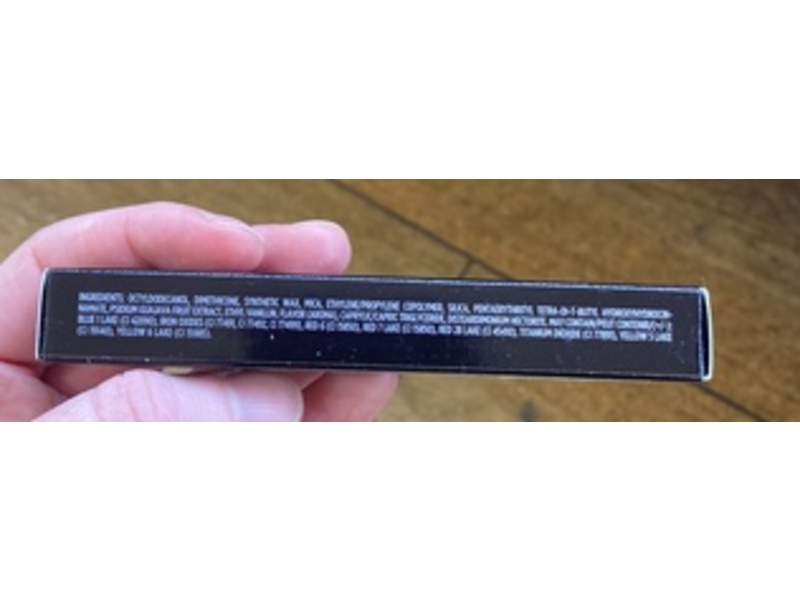 INGREDIENTS: OCTYLDODECANOL, DIMETHICONE, SYNTHETIC WAX, MICA, ETHYLENE/PROPYLENE COPOLYMER, SILICA, PENTAERYTHRITYL TETRA-DI-T-BUTYL HYDROXYHYDROCIN-
NAMATE, PSIDIUM GUAJAVA FRUIT EXTRACT, ETHYL VANILLIN, FLAVOR (AROMA), CAPRYLIC/CAPRIC TRIGLYCERIDE, DISTEARDIMONIUM HECTORITE, MAY CONTAIN/PEUT CONTENIR/(+/-):
BLUE 1 LAKE (CI 42090), IRON OXIDES (CI 77491, CI 77492, CI 77499), RED 6 (CI 15850), RED 7 LAKE (CI 15850), RED 28 LAKE (CI 45410), TITANIUM DIOXIDE (CI 77891), YELLOW 5 LAKE
(CI 19140), YELLOW 6 LAKE (CI 15985).